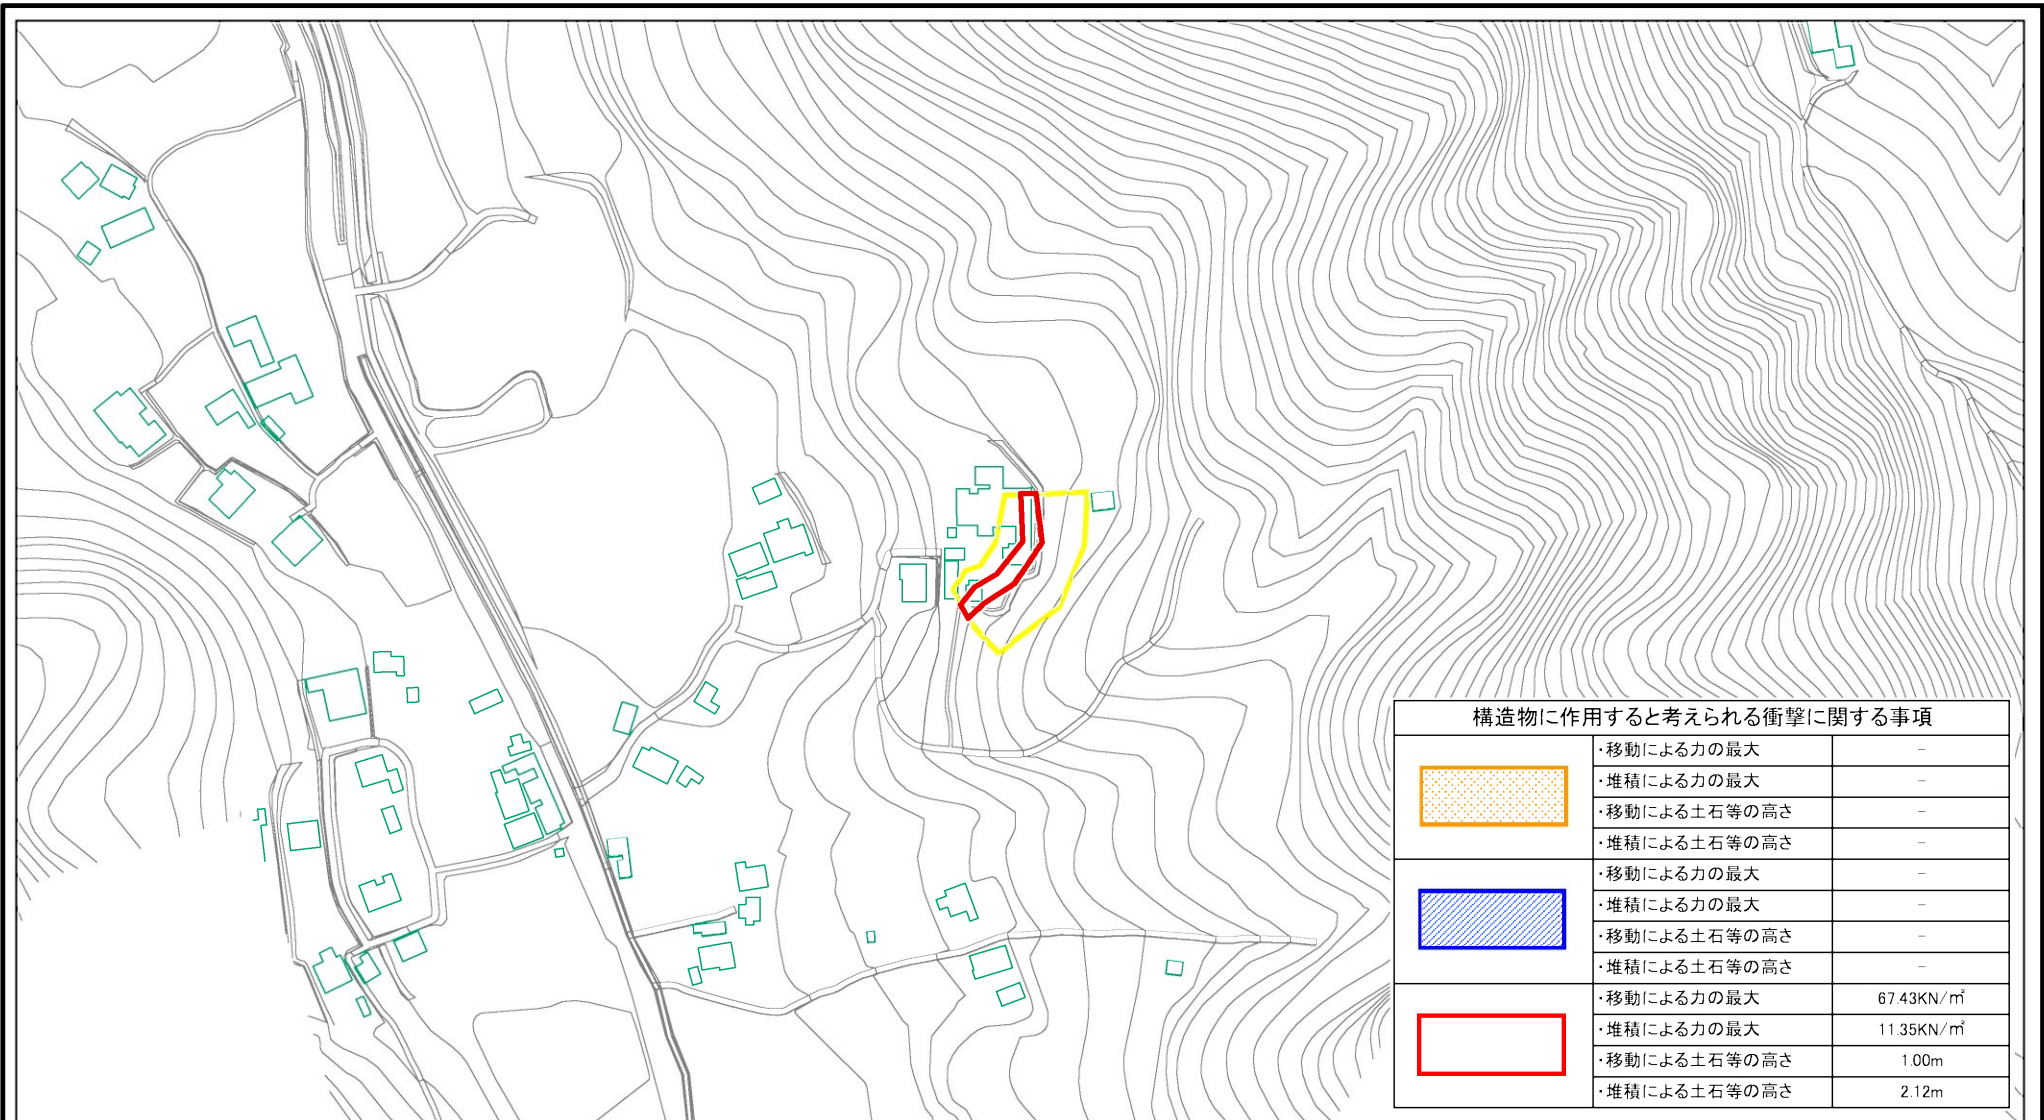 構造物に作用すると考えられる衝撃に関する事項
・移動による力の最大 －
・堆積による力の最大 －
・移動による土石等の高さ －
・堆積による土石等の高さ －
・移動による力の最大 －
・堆積による力の最大 －
・移動による土石等の高さ －
・堆積による土石等の高さ －
・移動による力の最大 67.43KN/㎡
・堆積による力の最大 11.35KN/㎡
・移動による土石等の高さ 1.00m
・堆積による土石等の高さ 2.12m